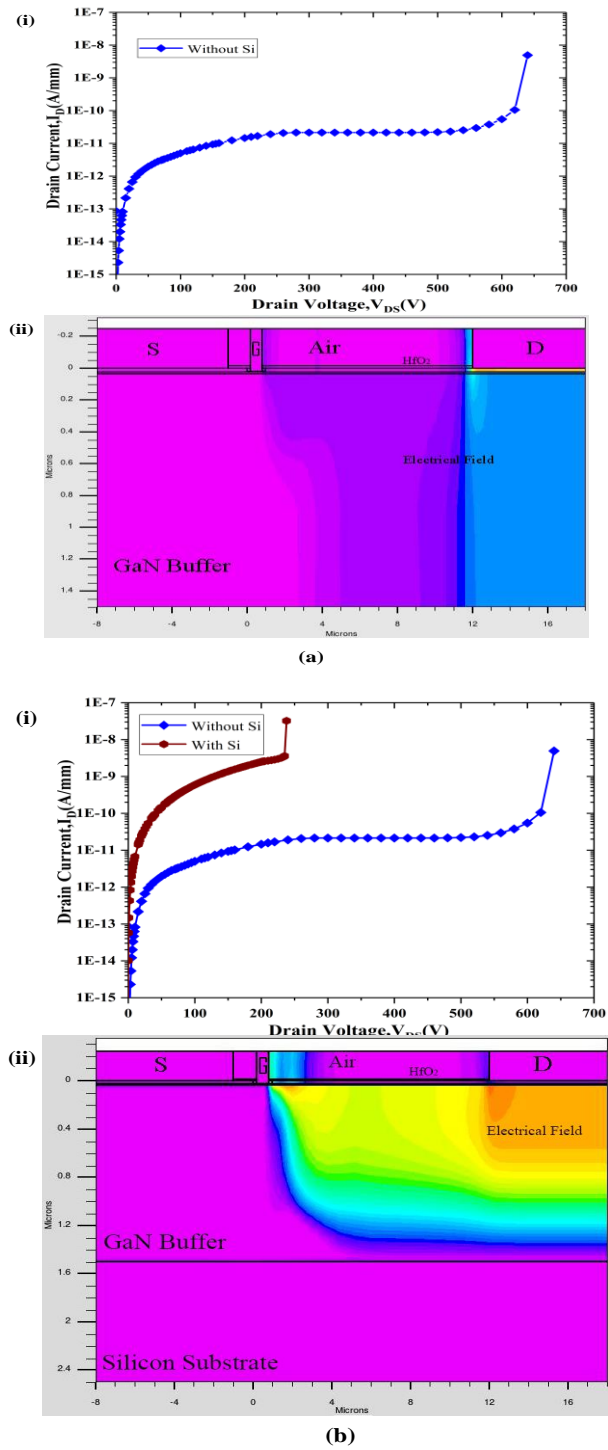 (i)
Without Si
Drain Current,I_D(A/mm)
1E-7
1E-8
1E-9
1E-10
1E-11
1E-12
1E-13
1E-14
1E-15
0 100 200 300 400 500 600 700
Drain Voltage,V_DS(V)
(ii)
-0.2
0
0.2
0.4
0.6
0.8
1
1.2
1.4
Microns
S G Air D
HfO2
Electrical Field
GaN Buffer
-8 -4 0 4 8 12 16
Microns
(a)
(i)
Without Si
With Si
Drain Current,I_D(A/mm)
1E-7
1E-8
1E-9
1E-10
1E-11
1E-12
1E-13
1E-14
1E-15
0 100 200 300 400 500 600 700
Drain Voltage,V_DS(V)
(ii)
0
0.4
0.8
1.2
1.6
2
2.4
Microns
S G Air D
HfO2
Electrical Field
GaN Buffer
Silicon Substrate
-8 -4 0 4 8 12 16
Microns
(b)